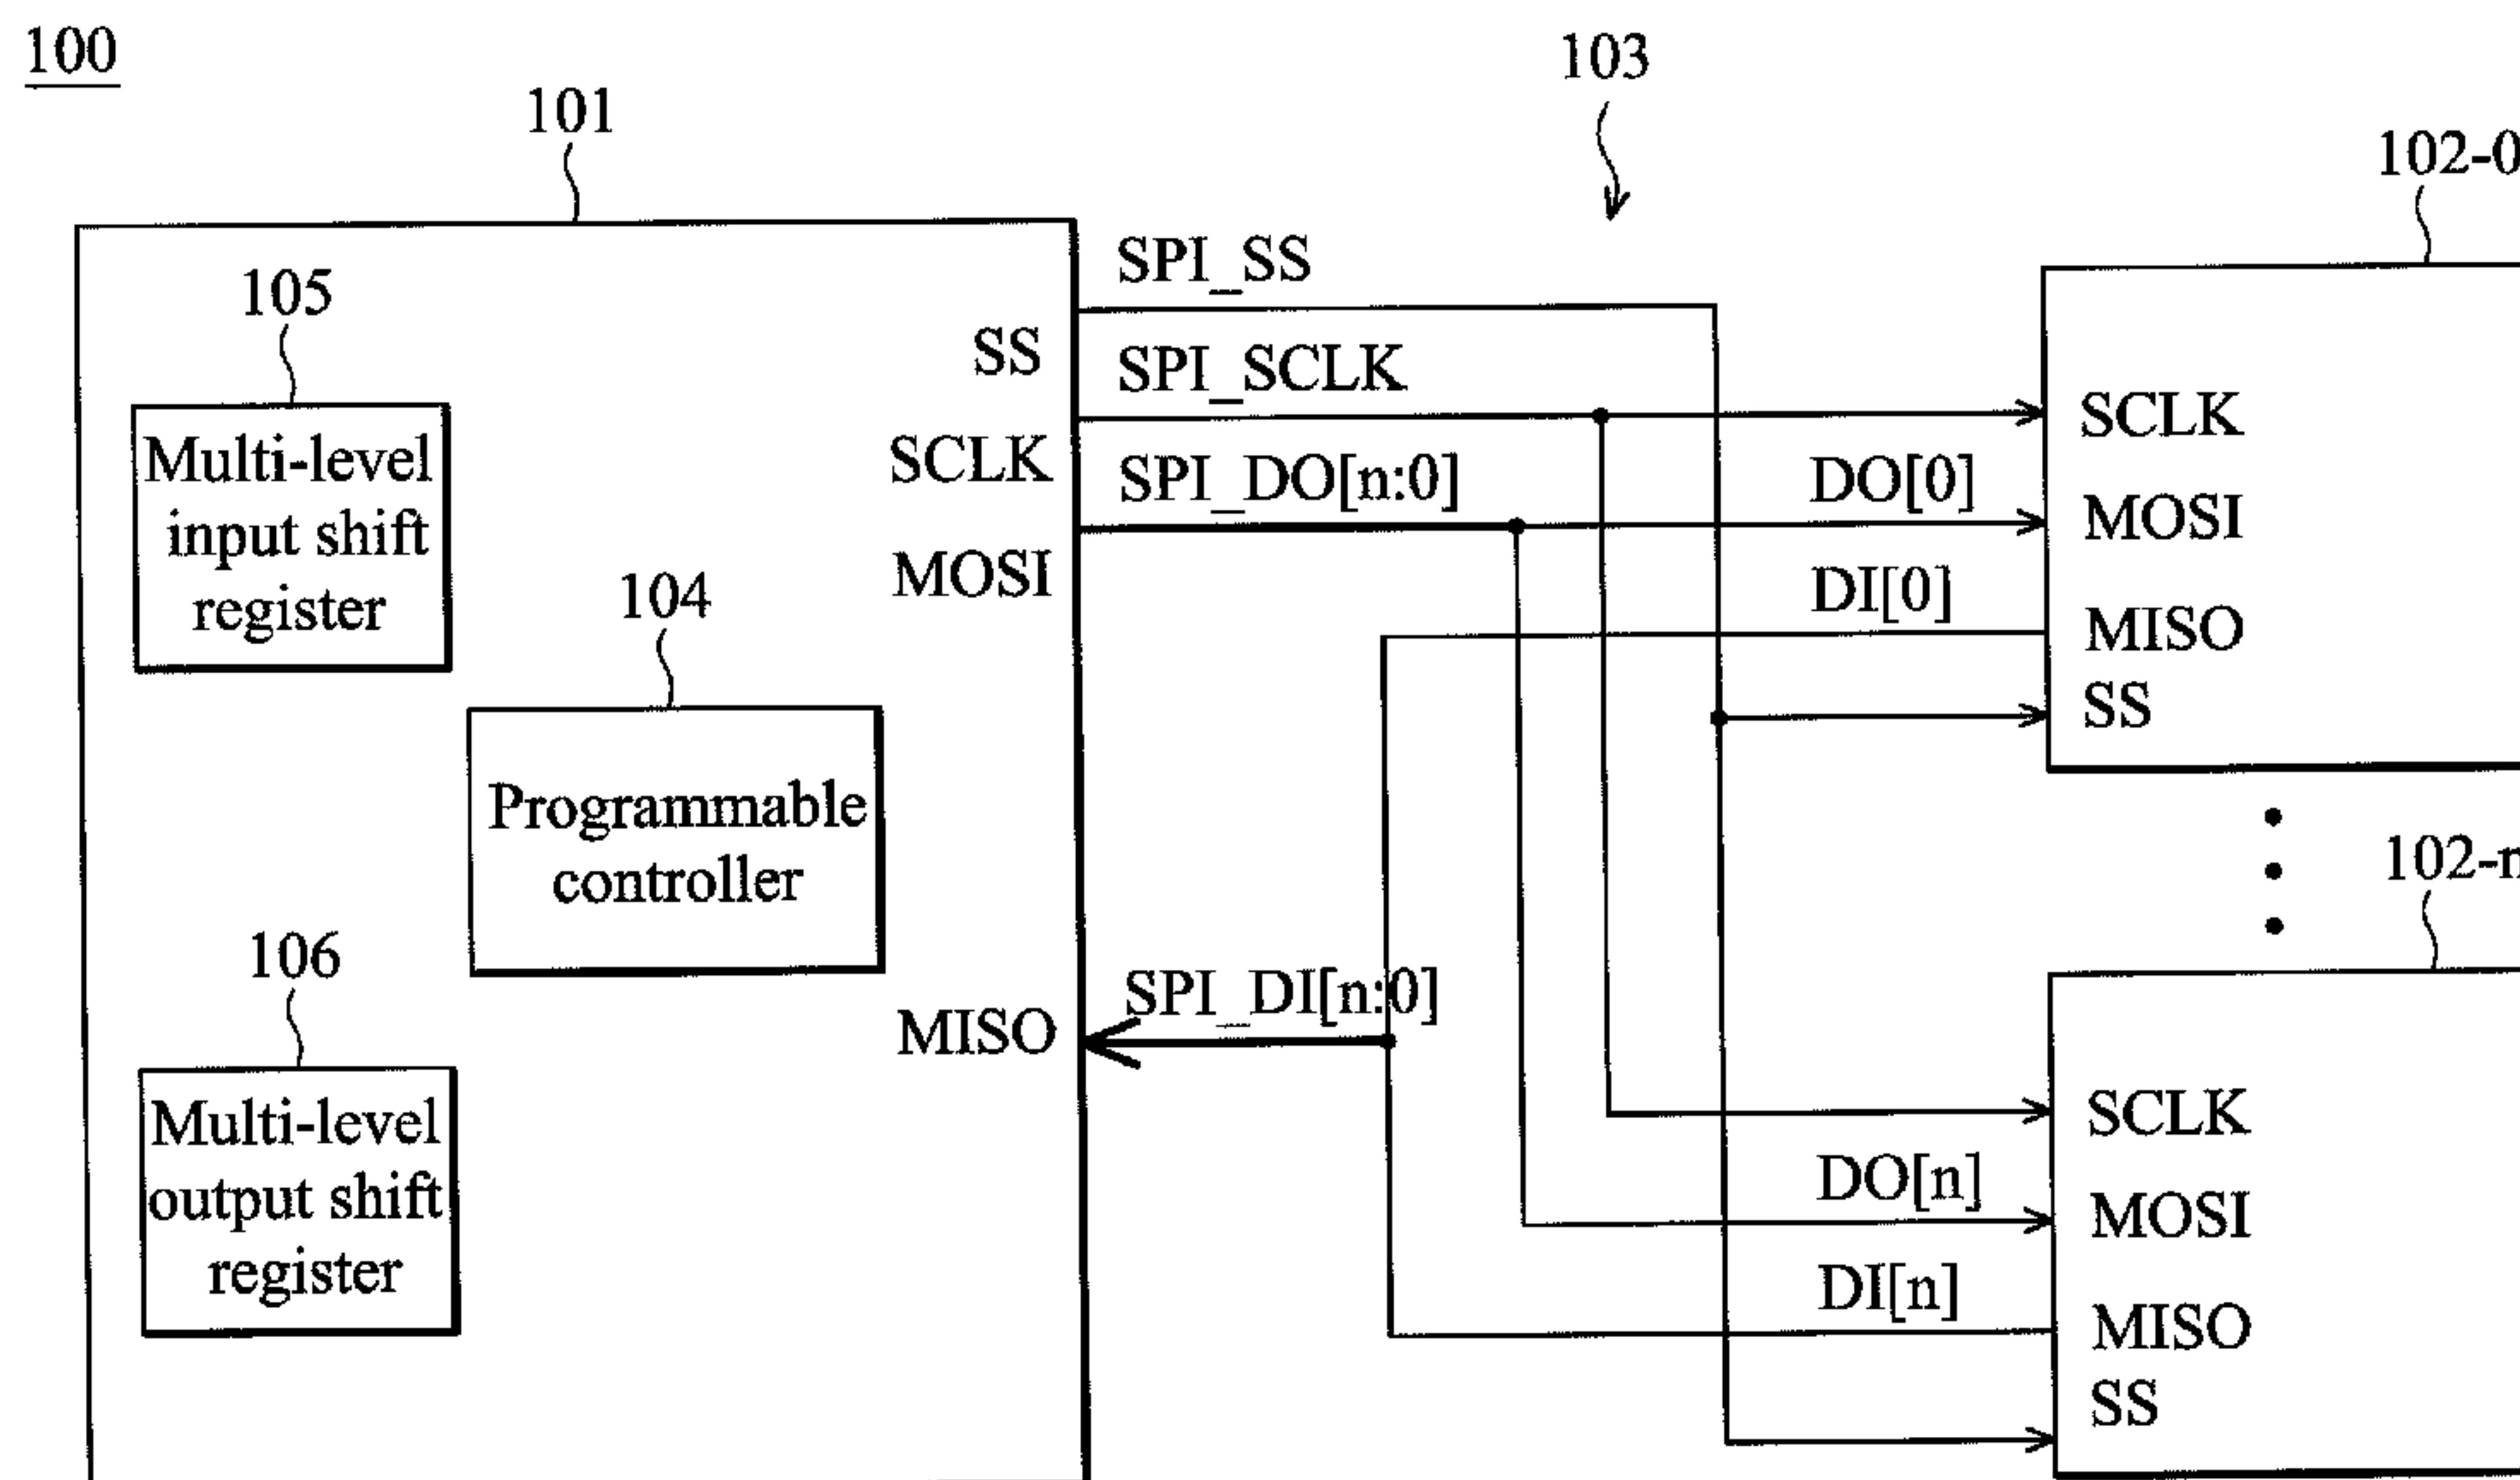 100
101
103
102-0
105
SPI_SS
SS
SPI_SCLK
SCLK
SPI_DO[n:0]
MOSI
Multi-level
input shift
register
104
Programmable
controller
DO[0]
DI[0]
SCLK
MOSI
MISO
SS
106
Multi-level
output shift
register
SPI_DI[n:0]
MISO
102-n
DO[n]
DI[n]
SCLK
MOSI
MISO
SS